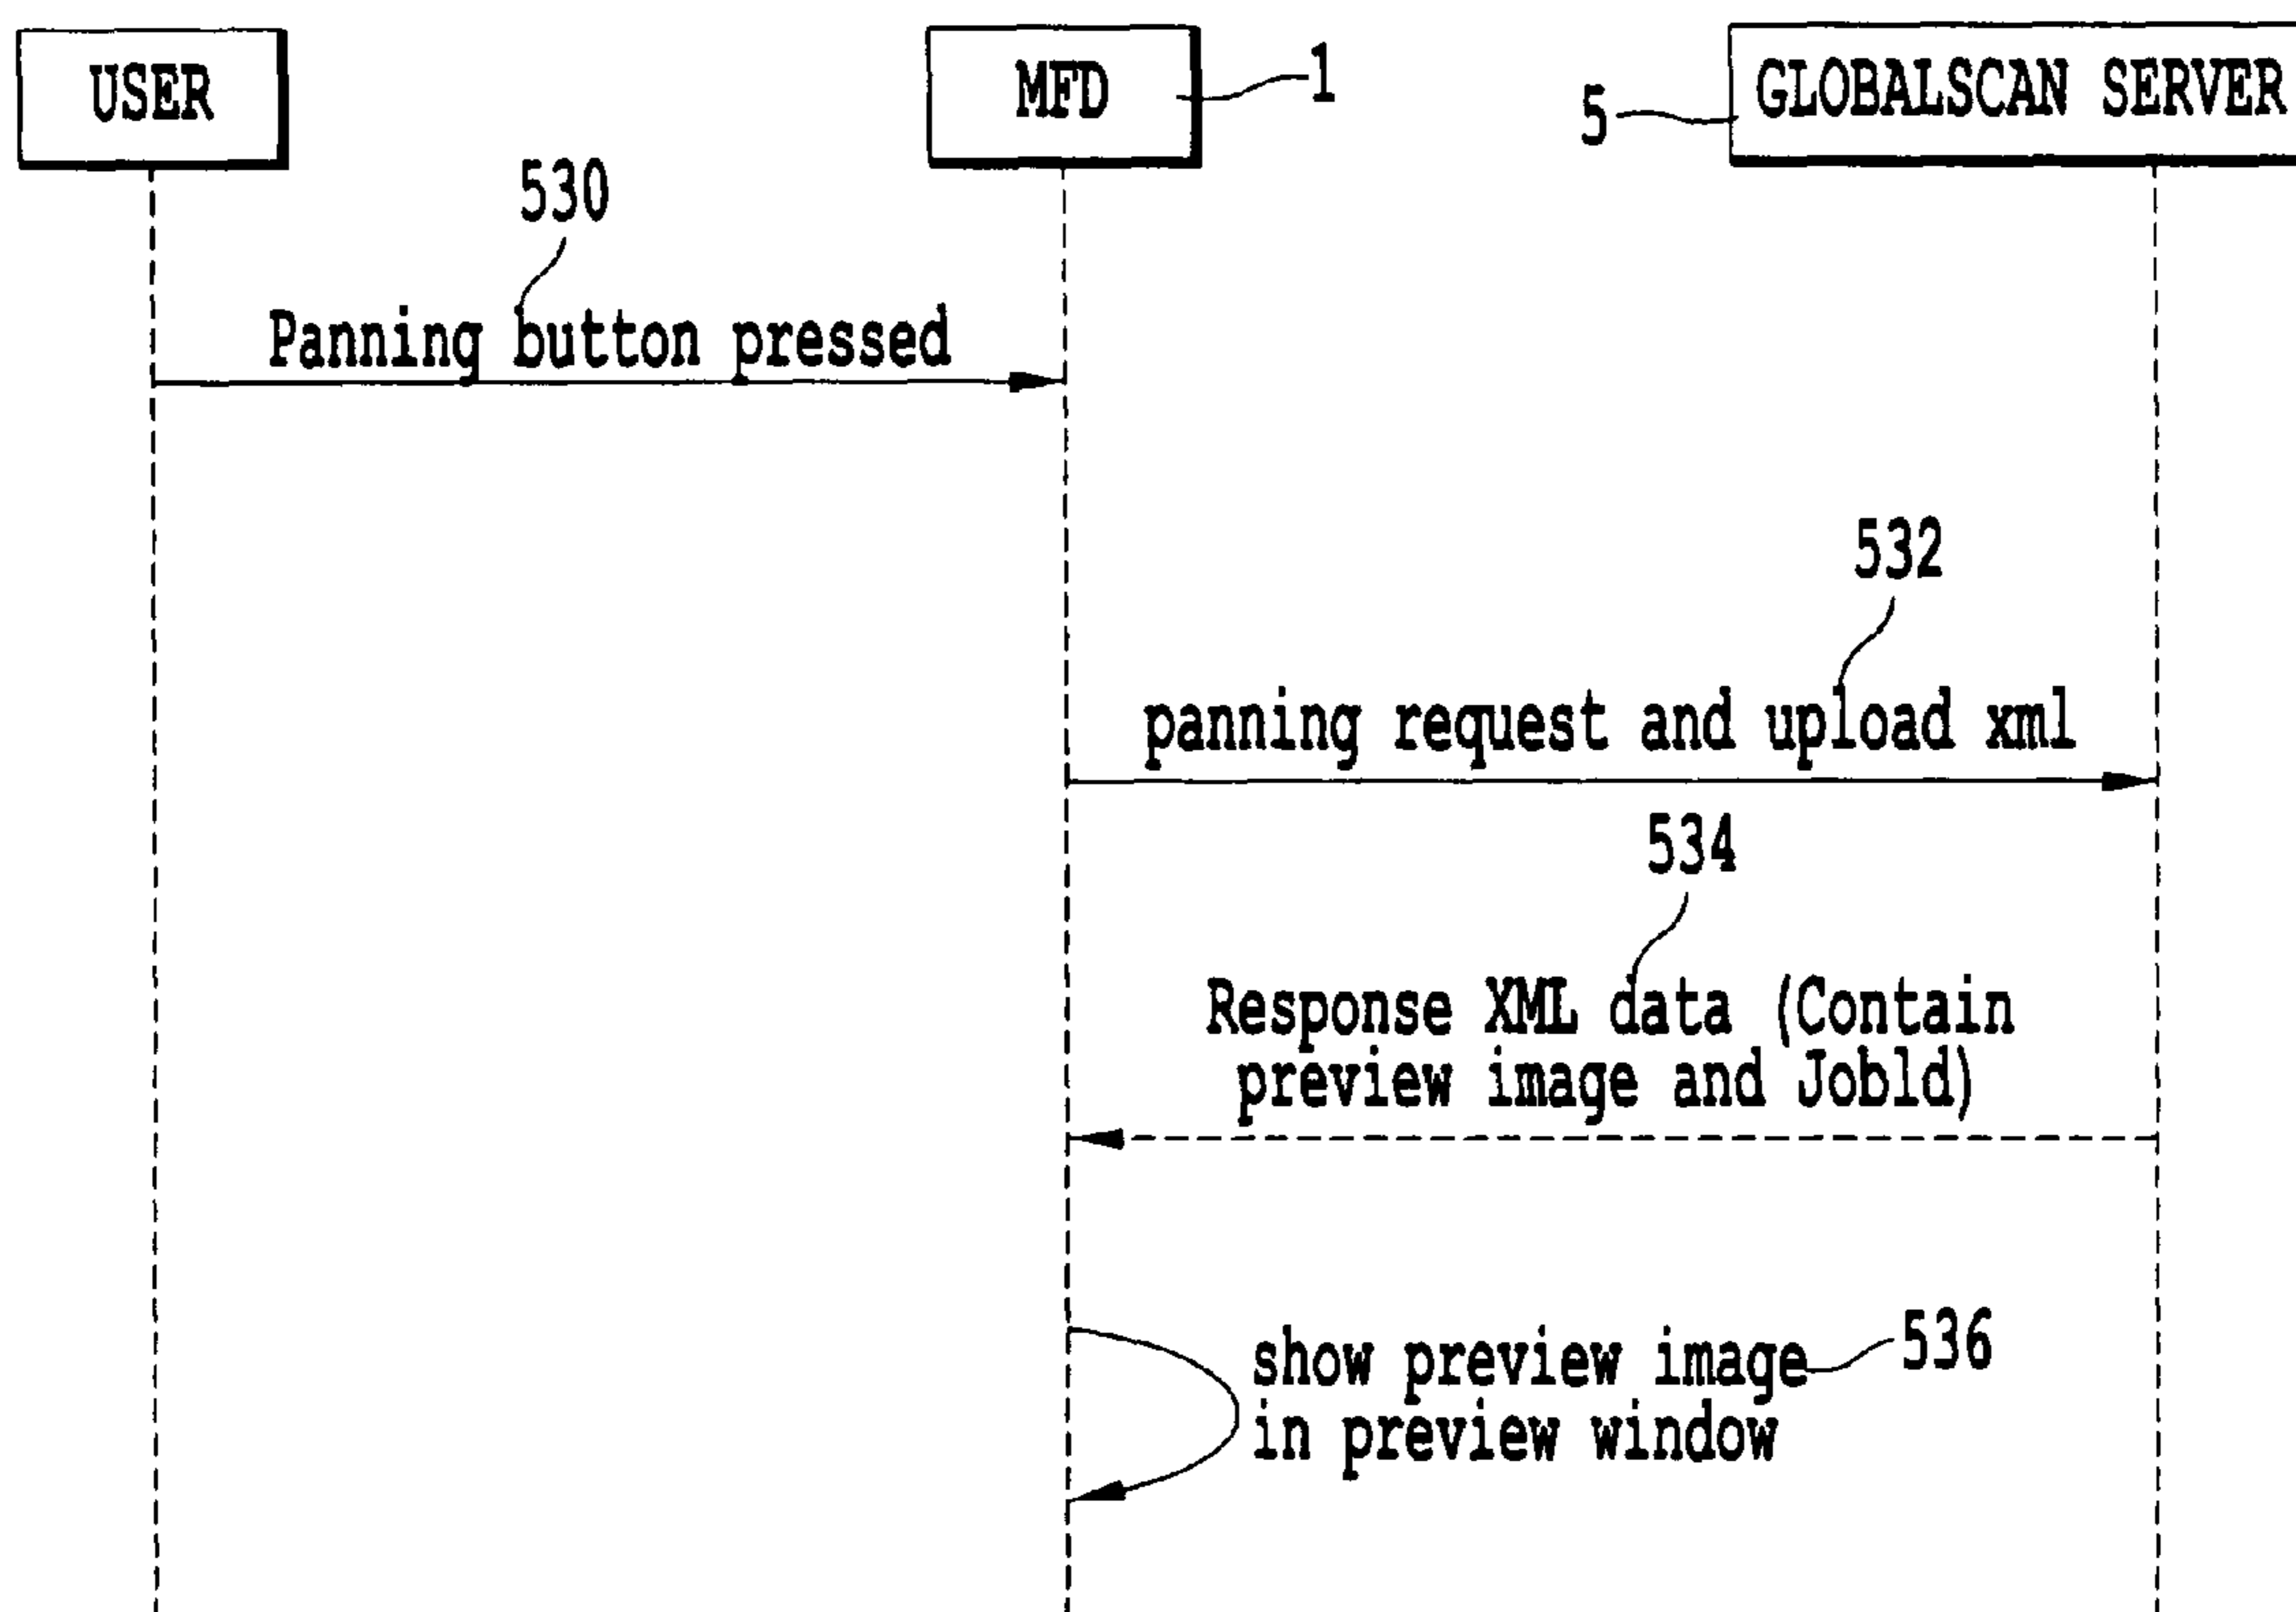 USER
MFD
1
5
GLOBALSCAN SERVER
530
Panning button pressed
532
panning request and upload xml
534
Response XML data (Contain
preview image and Jobld)
show preview image
536
in preview window